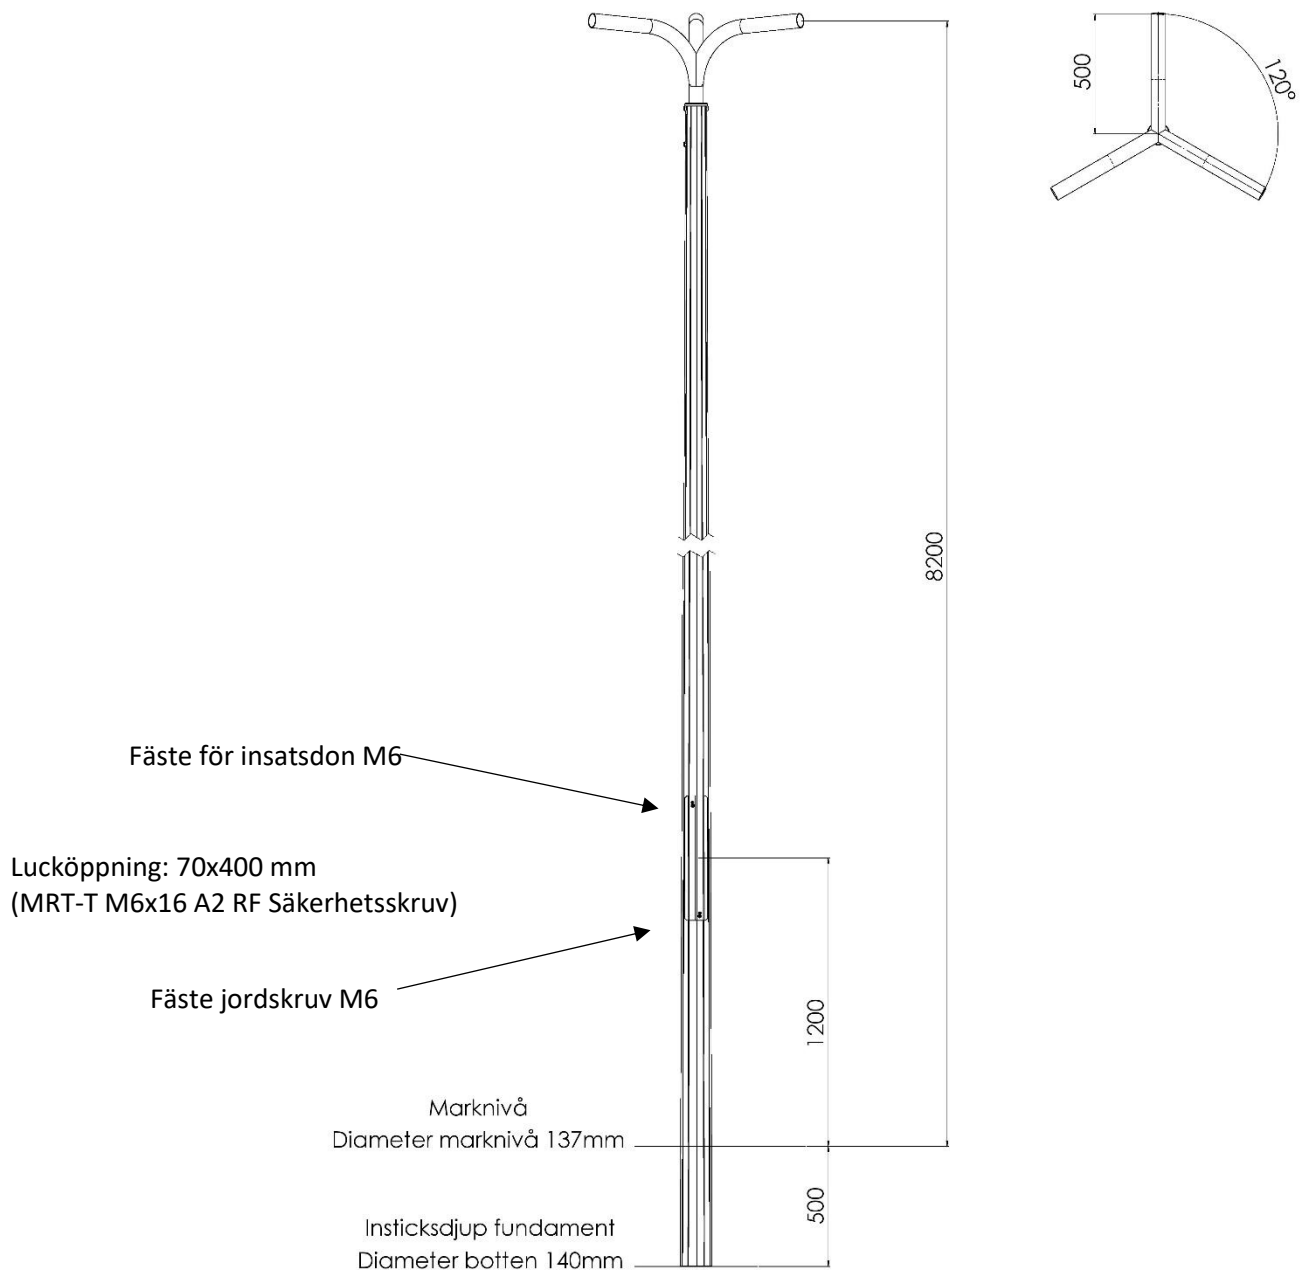 500
120°
8200
Fäste för insatsdon M6
Lucköppning: 70x400 mm
(MRT-T M6x16 A2 RF Säkerhetsskruv)
Fäste jordskruv M6
1200
Marknivå
Diameter marknivå 137mm
500
Insticksdjup fundament
Diameter botten 140mm